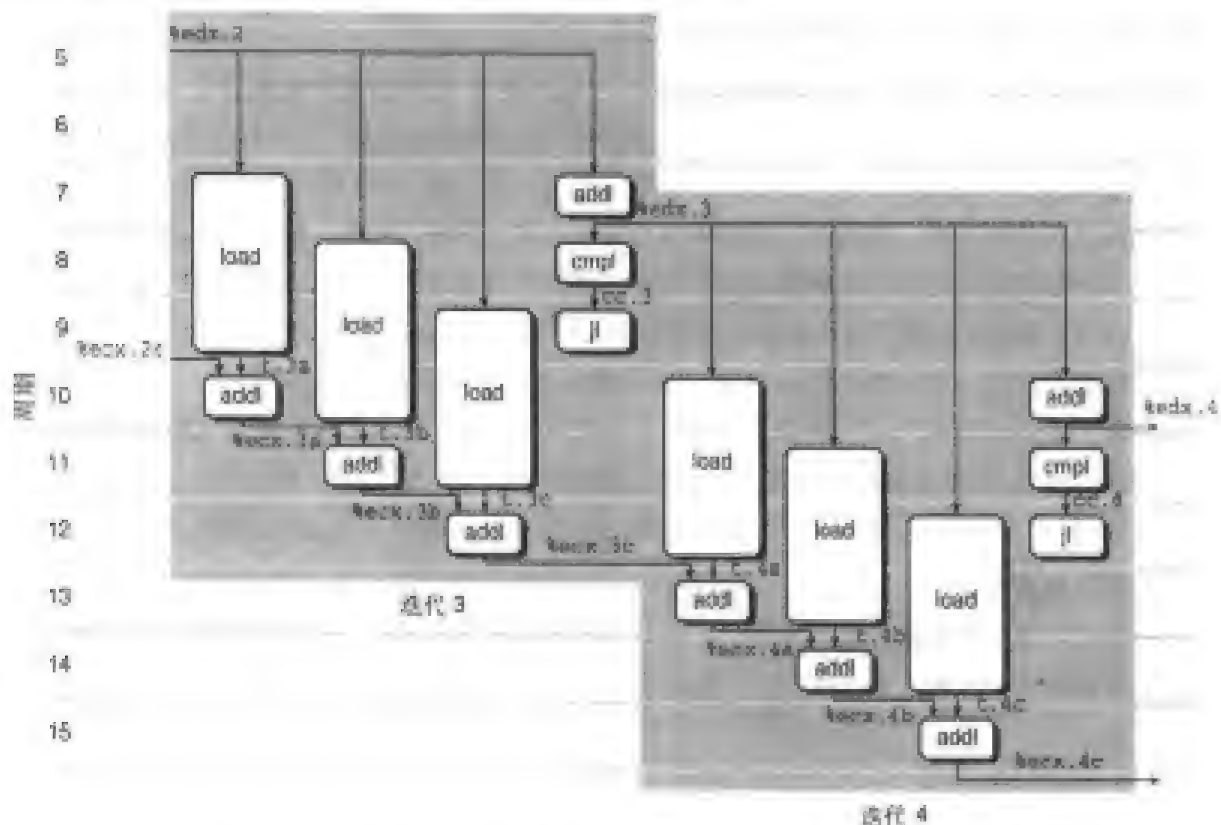 %edx.2
5
6
7
addl
%edx.3
load
8
cmpl
load
cc.3
9
jl
%ecx.2c
t.3a
load
周期
10
addl
addl
%edx.4
%ecx.3a
t.3b
11
addl
load
cmpl
%ecx.3b
t.3c
cc.4
12
addl
load
jl
%ecx.3c
t.4a
13
迭代 3
addl
load
%ecx.4a
t.4b
14
addl
%ecx.4b
t.4c
15
addl
%ecx.4c
迭代 4